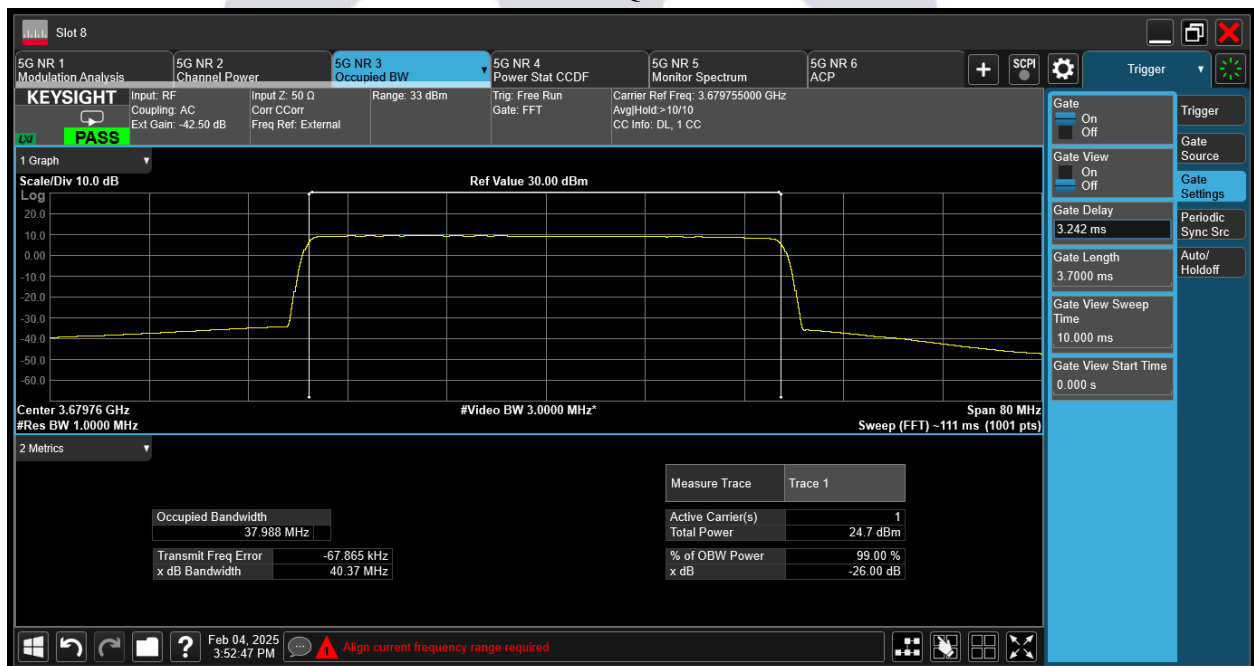 Slot 8
5G NR 1
Modulation Analysis
5G NR 2
Channel Power
5G NR 3
Occupied BW
5G NR 4
Power Stat CCDF
5G NR 5
Monitor Spectrum
5G NR 6
ACP
+
SCPI
Trigger
KEYSIGHT
LXI
PASS
Input: RF
Coupling: AC
Ext Gain: -42.50 dB
Input Z: 50 Ω
Corr CCorr
Freq Ref: External
Range: 33 dBm
Trig: Free Run
Gate: FFT
Carrier Ref Freq: 3.679755000 GHz
Avg|Hold:>10/10
CC Info: DL, 1 CC
1 Graph
Scale/Div 10.0 dB
Ref Value 30.00 dBm
Log
20.0
10.0
0.00
-10.0
-20.0
-30.0
-40.0
-50.0
-60.0
Center 3.67976 GHz
#Video BW 3.0000 MHz*
Span 80 MHz
#Res BW 1.0000 MHz
Sweep (FFT) ~111 ms (1001 pts)
2 Metrics
Measure Trace Trace 1
Occupied Bandwidth
37.988 MHz
Active Carrier(s) 1
Total Power 24.7 dBm
Transmit Freq Error -67.865 kHz
x dB Bandwidth 40.37 MHz
% of OBW Power 99.00 %
x dB -26.00 dB
Gate
On
Off
Gate View
On
Off
Gate Delay
3.242 ms
Gate Length
3.7000 ms
Gate View Sweep
Time
10.000 ms
Gate View Start Time
0.000 s
Trigger
Gate
Source
Gate
Settings
Periodic
Sync Src
Auto/
Holdoff
?
Feb 04, 2025
3:52:47 PM
1
Align current frequency range required